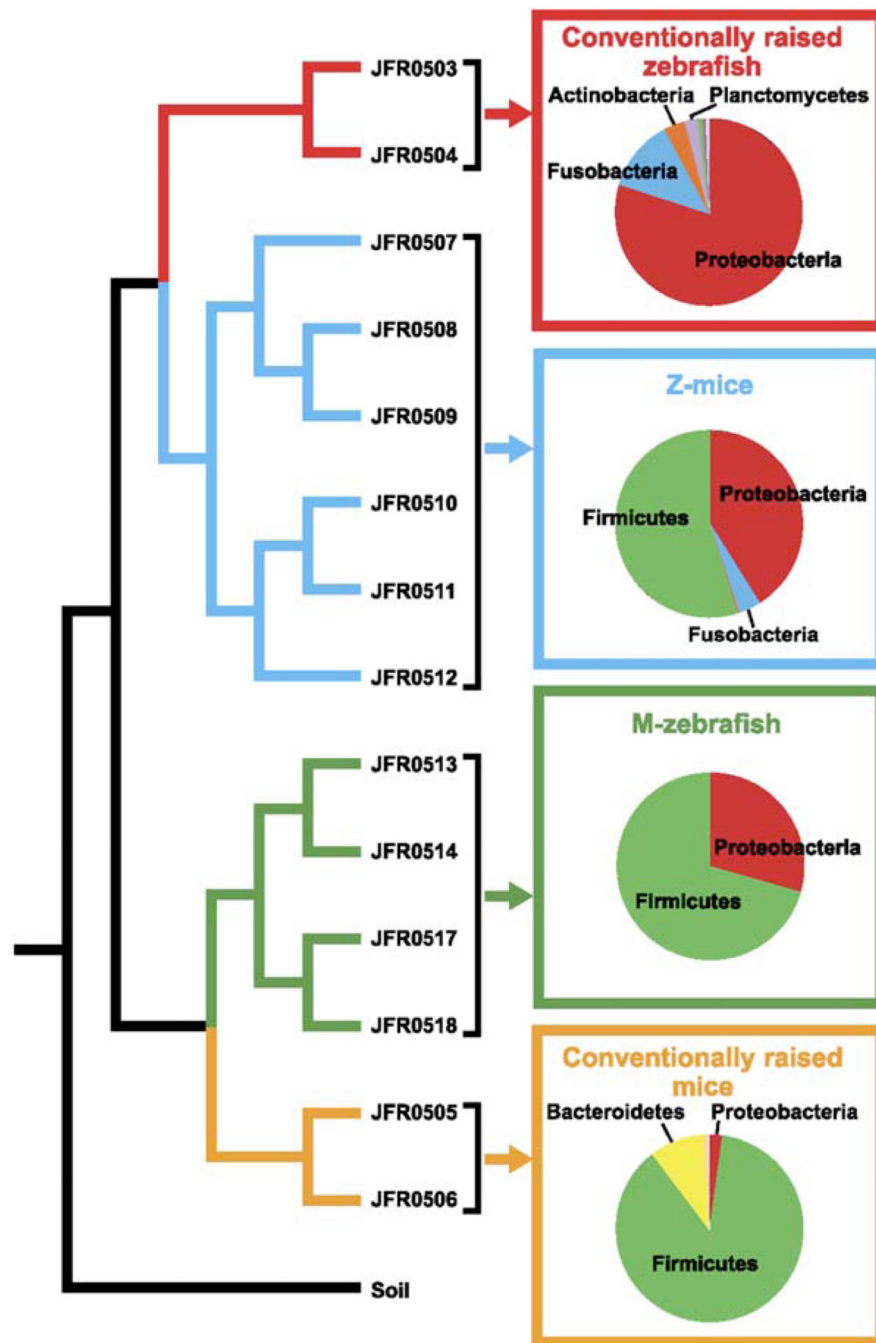 JFR0503
JFR0504
JFR0507
JFR0508
JFR0509
JFR0510
JFR0511
JFR0512
JFR0513
JFR0514
JFR0517
JFR0518
JFR0505
JFR0506
Soil
Conventionally raised
zebrafish
Actinobacteria
Planctomycetes
Fusobacteria
Proteobacteria
Z-mice
Proteobacteria
Firmicutes
Fusobacteria
M-zebrafish
Proteobacteria
Firmicutes
Conventionally raised
mice
Bacteroidetes
Proteobacteria
Firmicutes